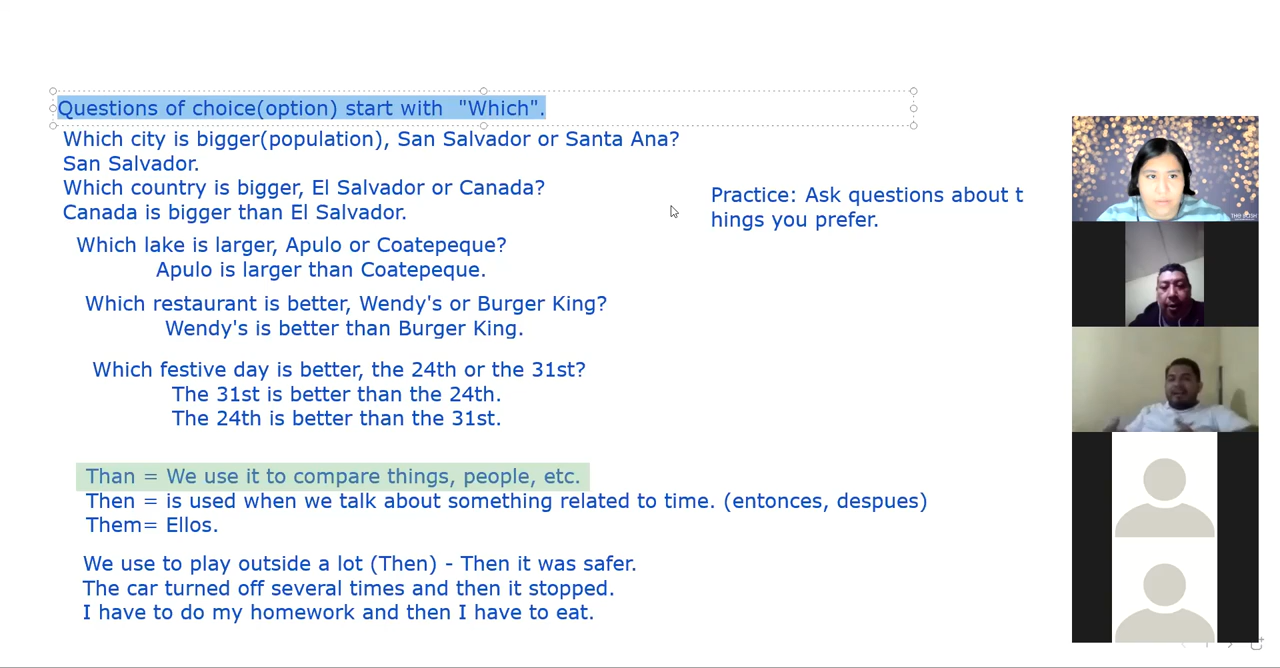 Questions of choice(option) start with "Which".
Which city is bigger(population), San Salvador or Santa Ana?
San Salvador.
Which country is bigger, El Salvador or Canada?
Canada is bigger than El Salvador.
Which lake is larger, Apulo or Coatepeque?
Apulo is larger than Coatepeque.
Which restaurant is better, Wendy's or Burger King?
Wendy's is better than Burger King.
Which festive day is better, the 24th or the 31st?
The 31st is better than the 24th.
The 24th is better than the 31st.
Than = We use it to compare things, people, etc.
Then = is used when we talk about something related to time. (entonces, despues)
Them= Ellos.
We use to play outside a lot (Then) - Then it was safer.
The car turned off several times and then it stopped.
I have to do my homework and then I have to eat.
Practice: Ask questions about t
hings you prefer.